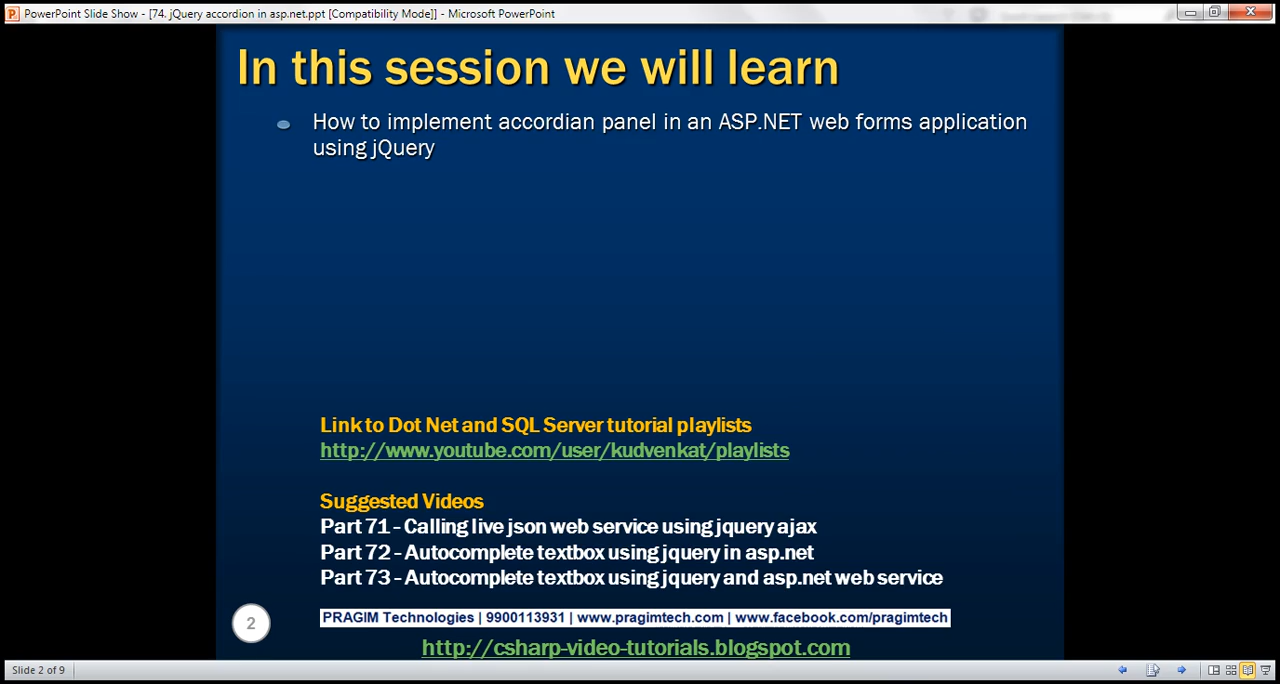 PowerPoint Slide Show - [74. jQuery accordion in asp.net.ppt [Compatibility Mode]] - Microsoft PowerPoint
In this session we will learn
How to implement accordian panel in an ASP.NET web forms application
using jQuery
Link to Dot Net and SQL Server tutorial playlists
http://www.youtube.com/user/kudvenkat/playlists
Suggested Videos
Part 71 - Calling live json web service using jquery ajax
Part 72 - Autocomplete textbox using jquery in asp.net
Part 73 - Autocomplete textbox using jquery and asp.net web service
2
PRAGIM Technologies | 9900113931 | www.pragimtech.com | www.facebook.com/pragimtech
http://csharp-video-tutorials.blogspot.com
Slide 2 of 9